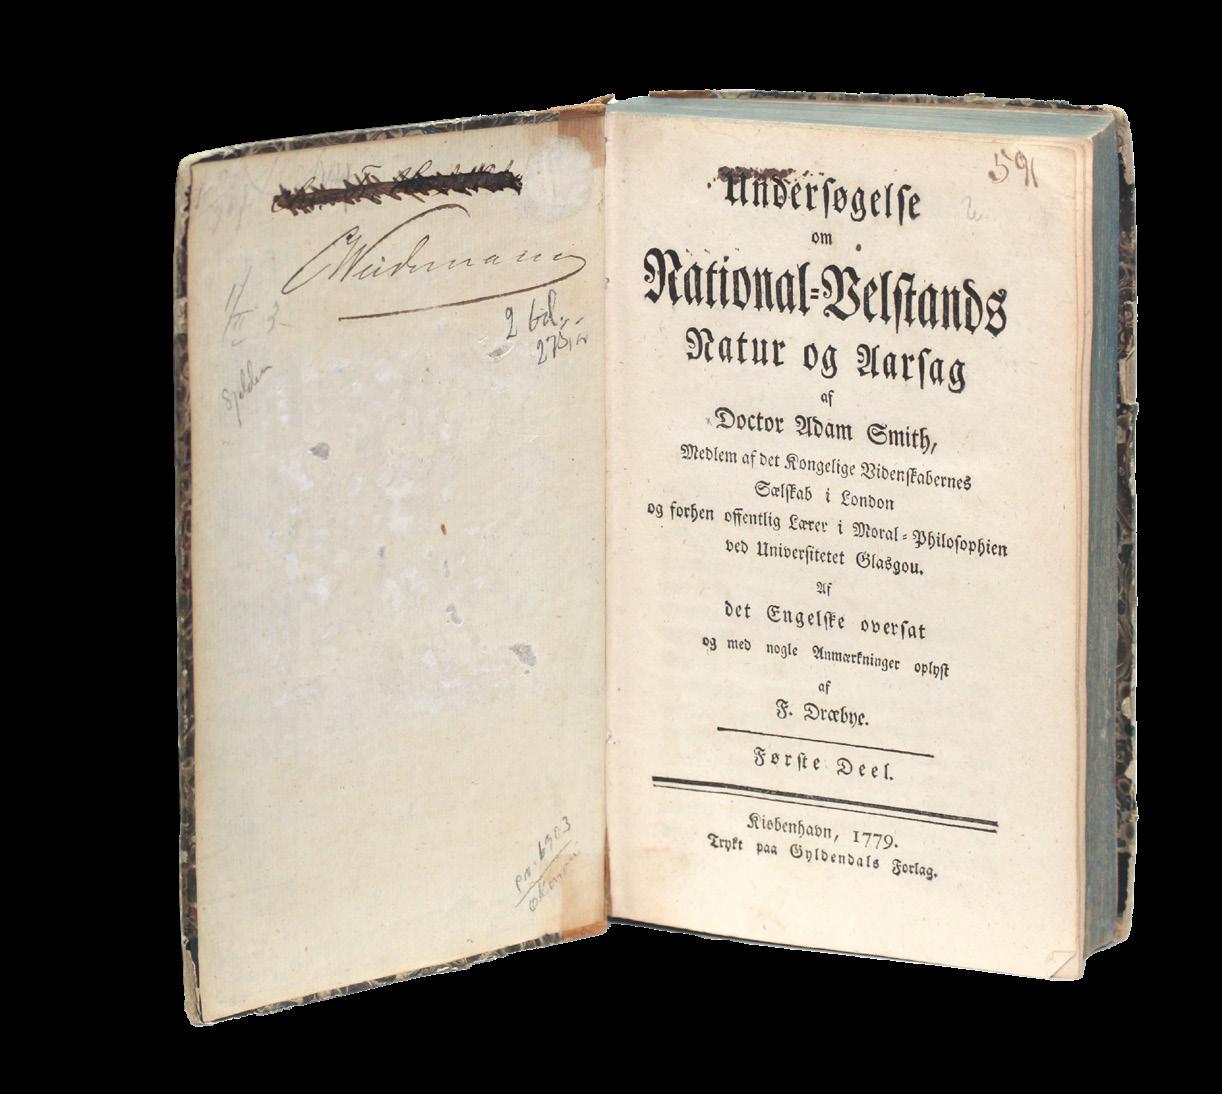 CWiedemann
2 bd.
Sjelden
591
Undersøgelse
om
National-Velstands
Natur og Aarsag
af
Doctor Adam Smith,
Medlem af det Kongelige Videnskabernes
Sælskab i London
og forhen offentlig Lærer i Moral-Philosophien
ved Universitetet Glasgou.
Af
det Engelske oversat
og med nogle Anmærkninger oplyst
af
F. Dræbye.
Første Deel.
Kiøbenhavn, 1779.
Trykt paa Gyldendals Forlag.